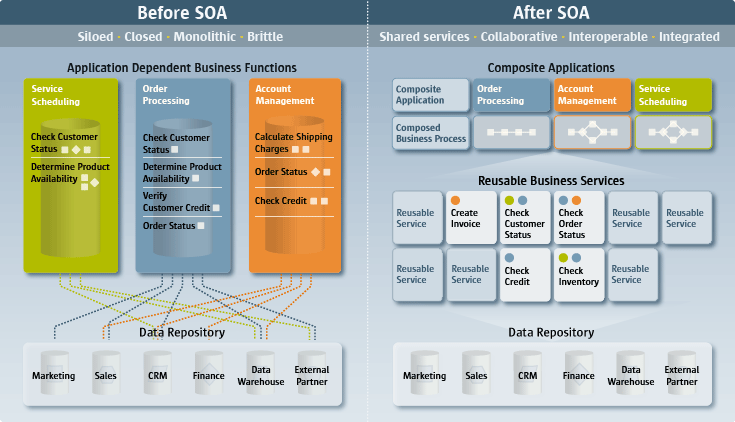 Before SOA
Siloed · Closed · Monolithic · Brittle
Application Dependent Business Functions
Service
Scheduling
Check Customer
Status
Determine Product
Availability
Order
Processing
Check Customer
Status
Determine Product
Availability
Verify
Customer Credit
Order Status
Account
Management
Calculate Shipping
Charges
Order Status
Check Credit
Data Repository
Marketing
Sales
CRM
Finance
Data
Warehouse
External
Partner
After SOA
Shared services · Collaborative · Interoperable · Integrated
Composite Applications
Composite
Application
Order
Processing
Account
Management
Service
Scheduling
Composed
Business Process
Reusable Business Services
Reusable
Service
Create
Invoice
Check
Customer
Status
Check
Order
Status
Reusable
Service
Reusable
Service
Reusable
Service
Reusable
Service
Check
Credit
Check
Inventory
Reusable
Service
Data Repository
Marketing
Sales
CRM
Finance
Data
Warehouse
External
Partner